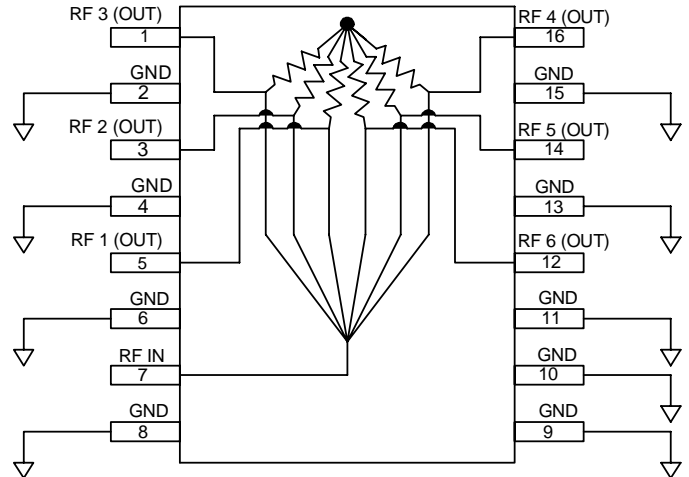 RF 3 (OUT)
1
GND
2
RF 2 (OUT)
3
GND
4
RF 1 (OUT)
5
GND
6
RF IN
7
GND
8
RF 4 (OUT)
16
GND
15
RF 5 (OUT)
14
GND
13
RF 6 (OUT)
12
GND
11
GND
10
GND
9